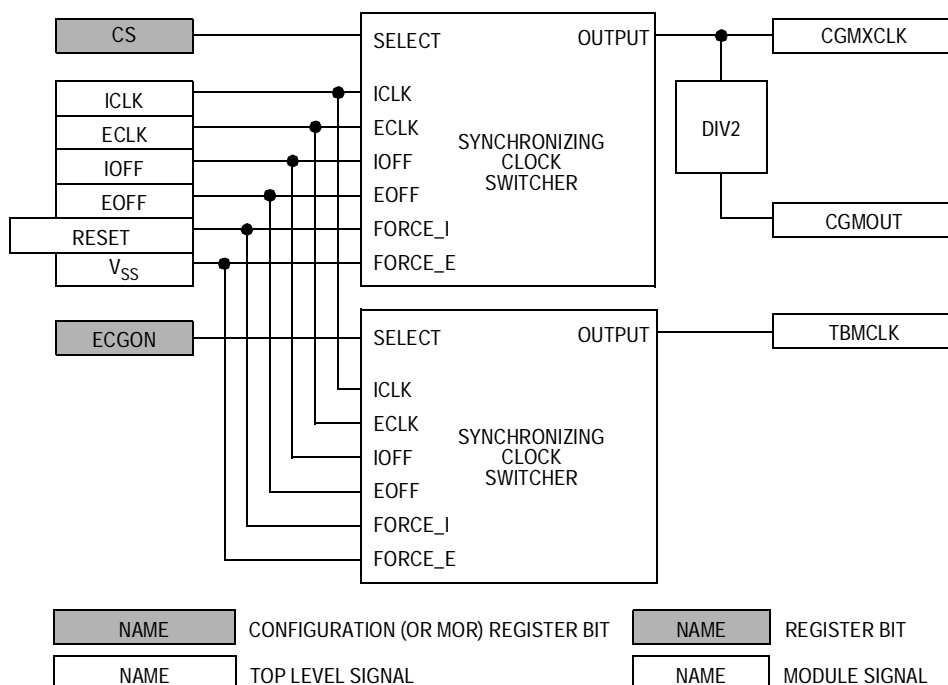 CS
SELECT
OUTPUT
CGMXCLK
ICLK
ECLK
IOFF
EOFF
RESET
VSS
ICLK
ECLK
IOFF
EOFF
FORCE_I
FORCE_E
SYNCHRONIZING
CLOCK
SWITCHER
DIV2
CGMOUT
ECGON
SELECT
OUTPUT
TBMCLK
ICLK
ECLK
IOFF
EOFF
FORCE_I
FORCE_E
SYNCHRONIZING
CLOCK
SWITCHER
NAME CONFIGURATION (OR MOR) REGISTER BIT
NAME REGISTER BIT
NAME TOP LEVEL SIGNAL
NAME MODULE SIGNAL